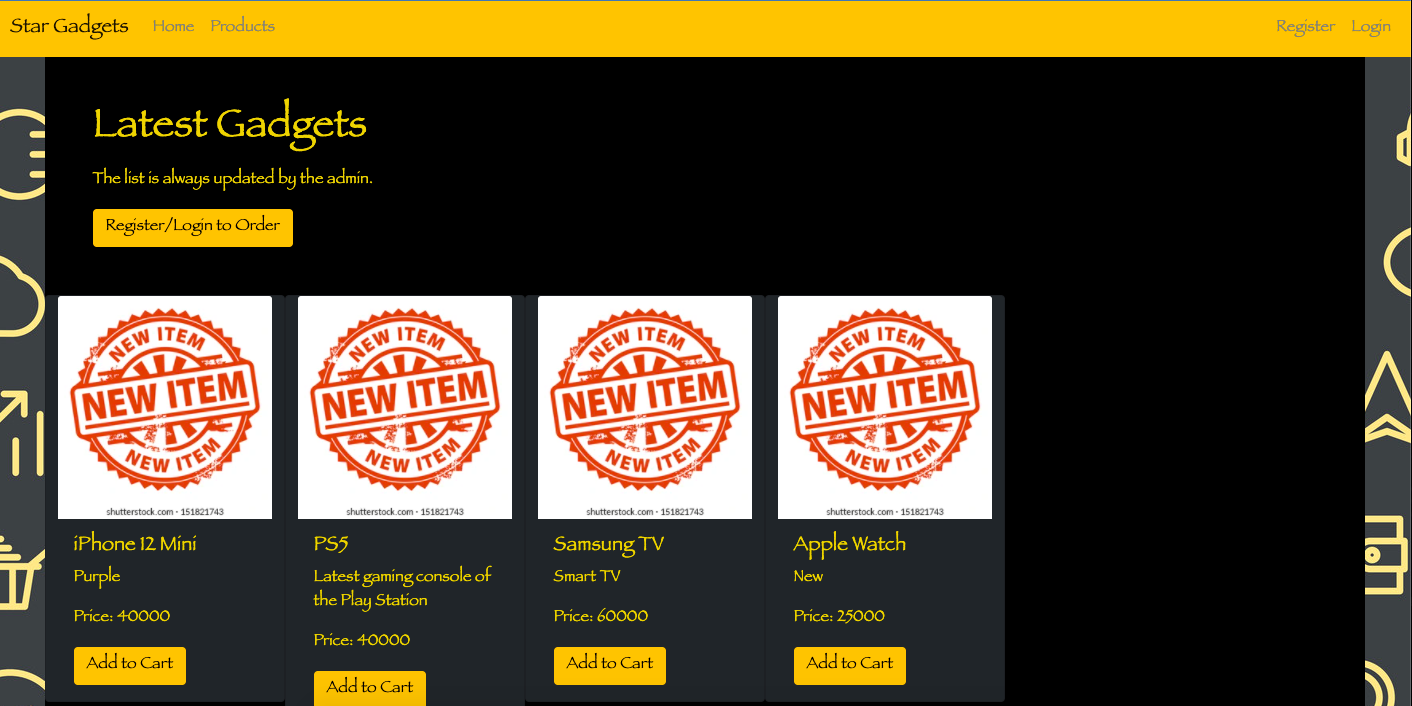 Star Gadgets Home Products Register Login
Latest Gadgets
The list is always updated by the admin.
Register/Login to Order
NEW ITEM
NEW ITEM
NEW ITEM
shutterstock.com · 151821743
iPhone 12 Mini
Purple
Price: 40000
Add to Cart
NEW ITEM
NEW ITEM
NEW ITEM
shutterstock.com · 151821743
PS5
Latest gaming console of
the Play Station
Price: 40000
Add to Cart
NEW ITEM
NEW ITEM
NEW ITEM
shutterstock.com · 151821743
Samsung TV
Smart TV
Price: 60000
Add to Cart
NEW ITEM
NEW ITEM
NEW ITEM
shutterstock.com · 151821743
Apple Watch
New
Price: 25000
Add to Cart